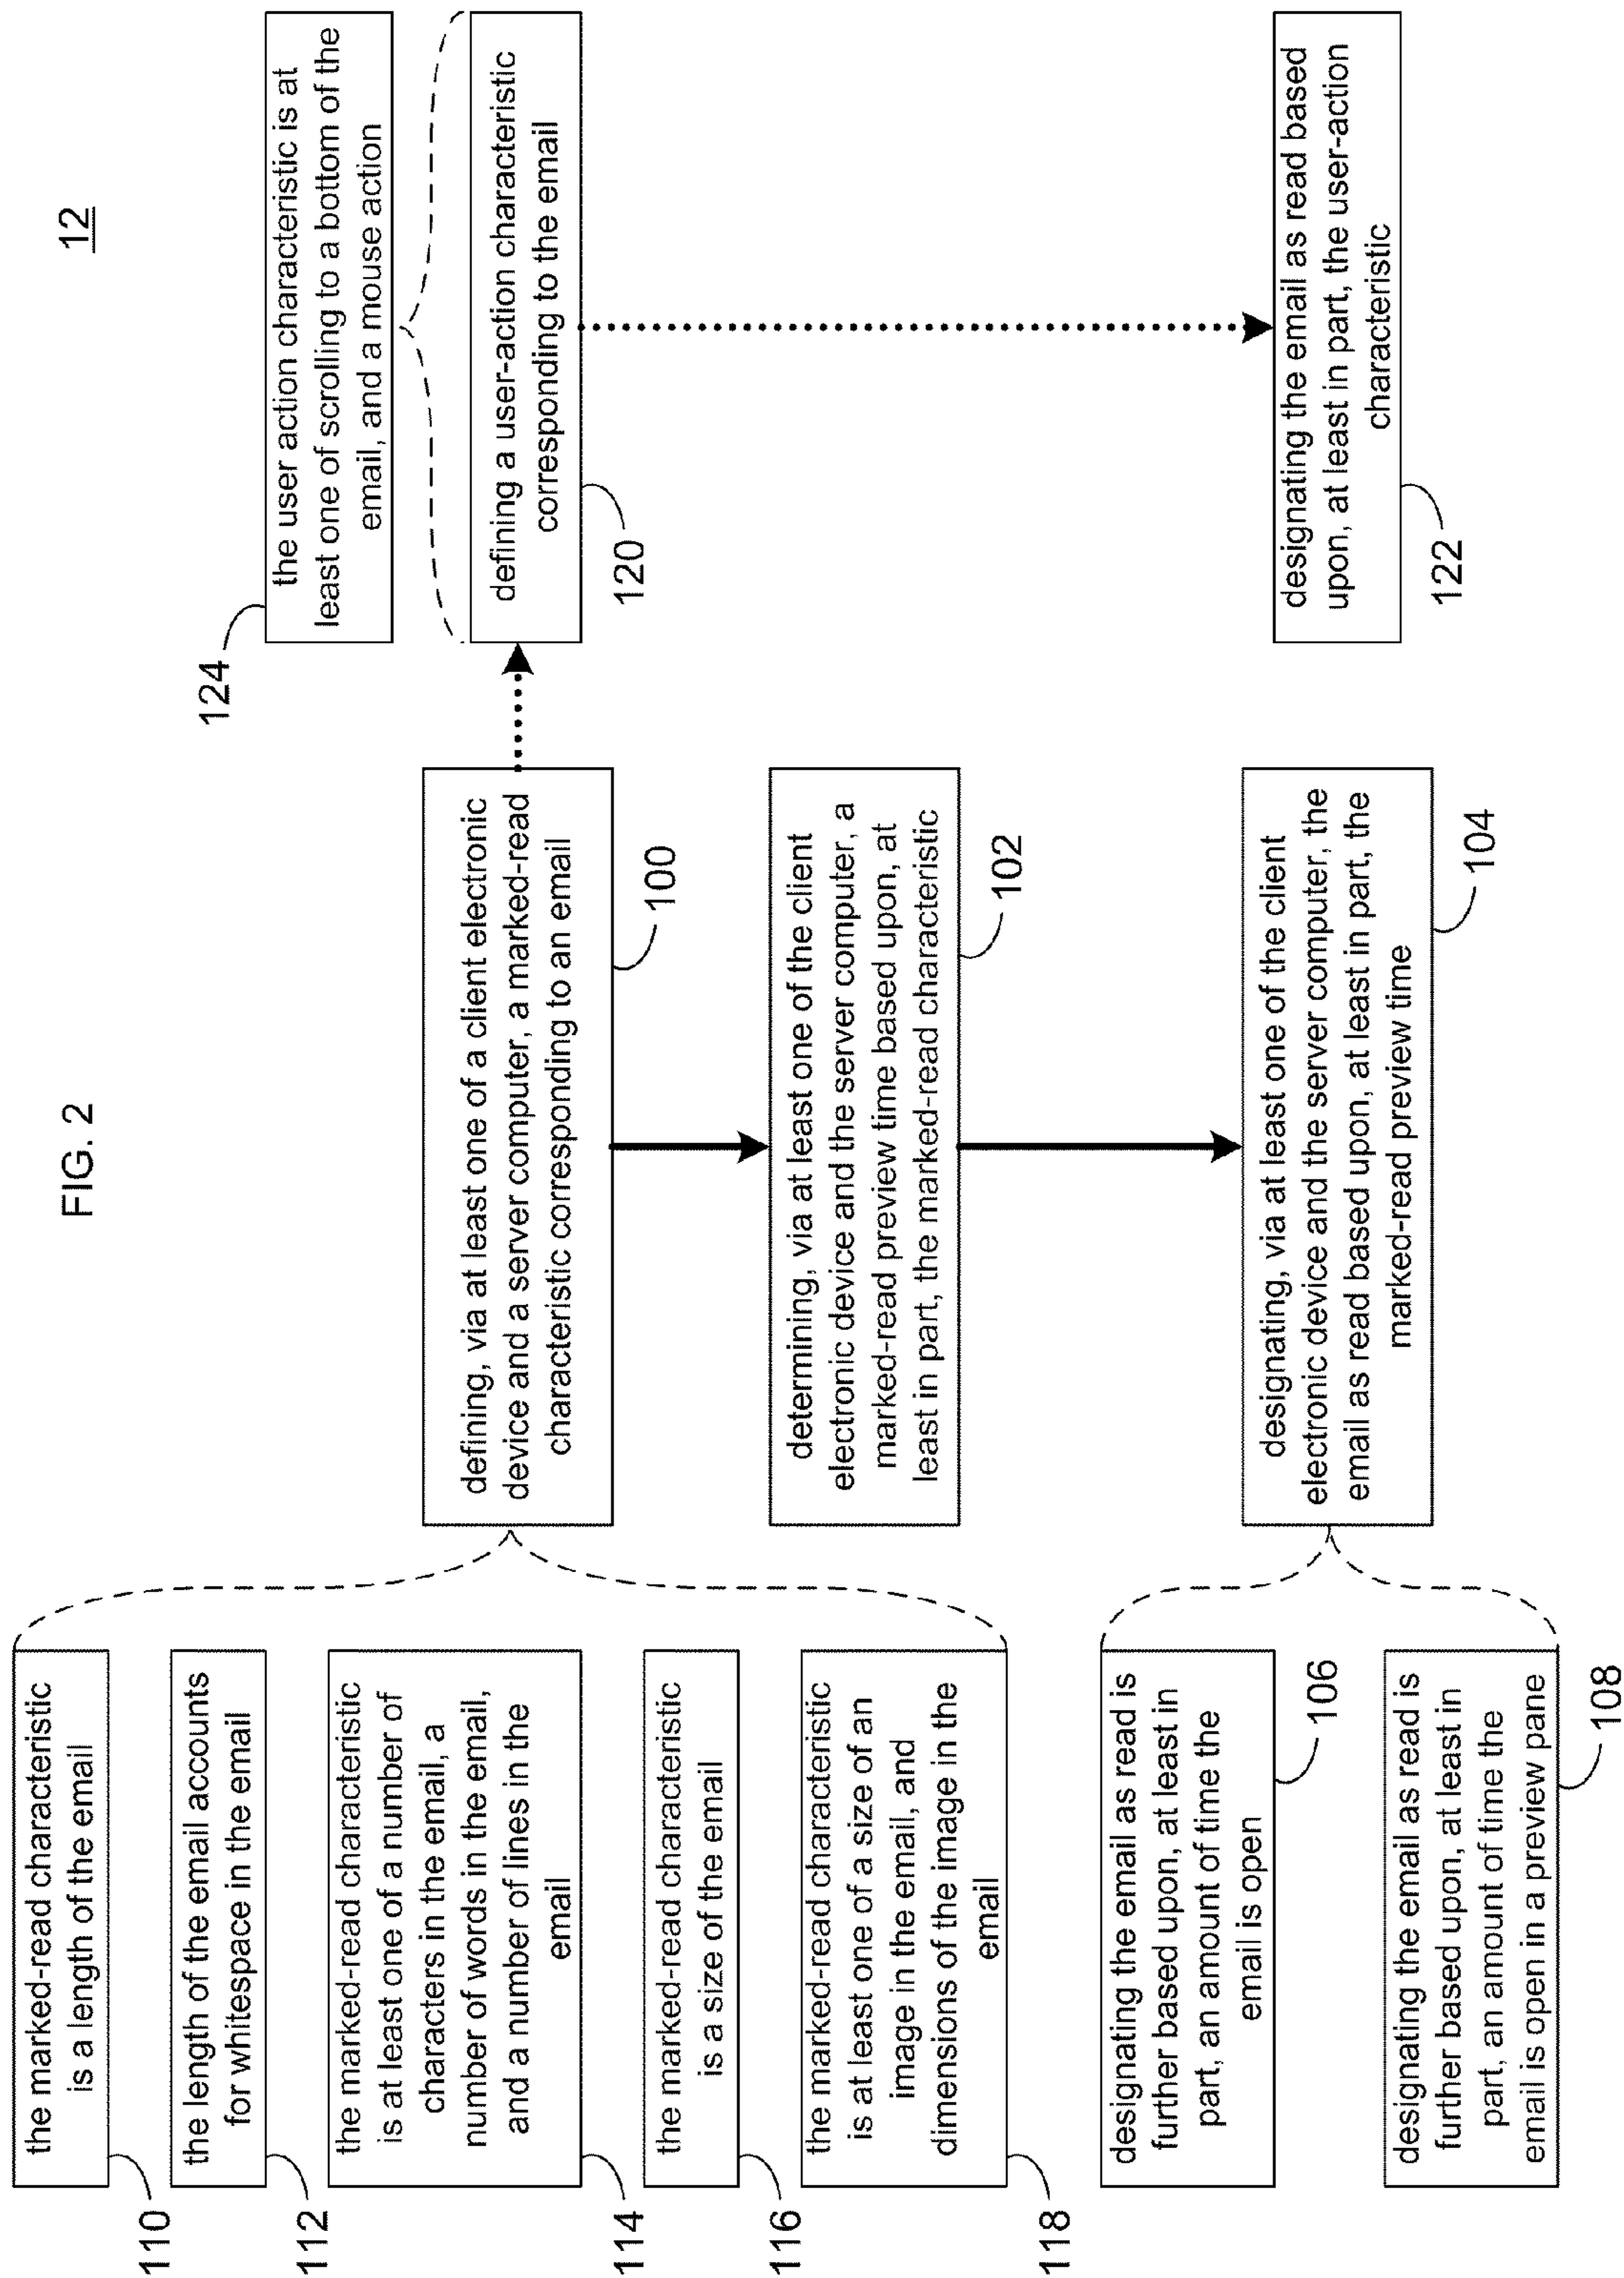 FIG. 2
12
the marked-read characteristic
is a length of the email
110
the length of the email accounts
for whitespace in the email
112
the marked-read characteristic
is at least one of a number of
characters in the email, a
number of words in the email,
and a number of lines in the
email
114
the marked-read characteristic
is a size of the email
116
the marked-read characteristic
is at least one of a size of an
image in the email, and
dimensions of the image in the
email
118
designating the email as read is
further based upon, at least in
part, an amount of time the
email is open
106
designating the email as read is
further based upon, at least in
part, an amount of time the
email is open in a preview pane
108
defining, via at least one of a client electronic
device and a server computer, a marked-read
characteristic corresponding to an email
100
determining, via at least one of the client
electronic device and the server computer, a
marked-read preview time based upon, at
least in part, the marked-read characteristic
102
designating, via at least one of the client
electronic device and the server computer, the
email as read based upon, at least in part, the
marked-read preview time
104
124
the user action characteristic is at
least one of scrolling to a bottom of the
email, and a mouse action
defining a user-action characteristic
corresponding to the email
120
designating the email as read based
upon, at least in part, the user-action
characteristic
122